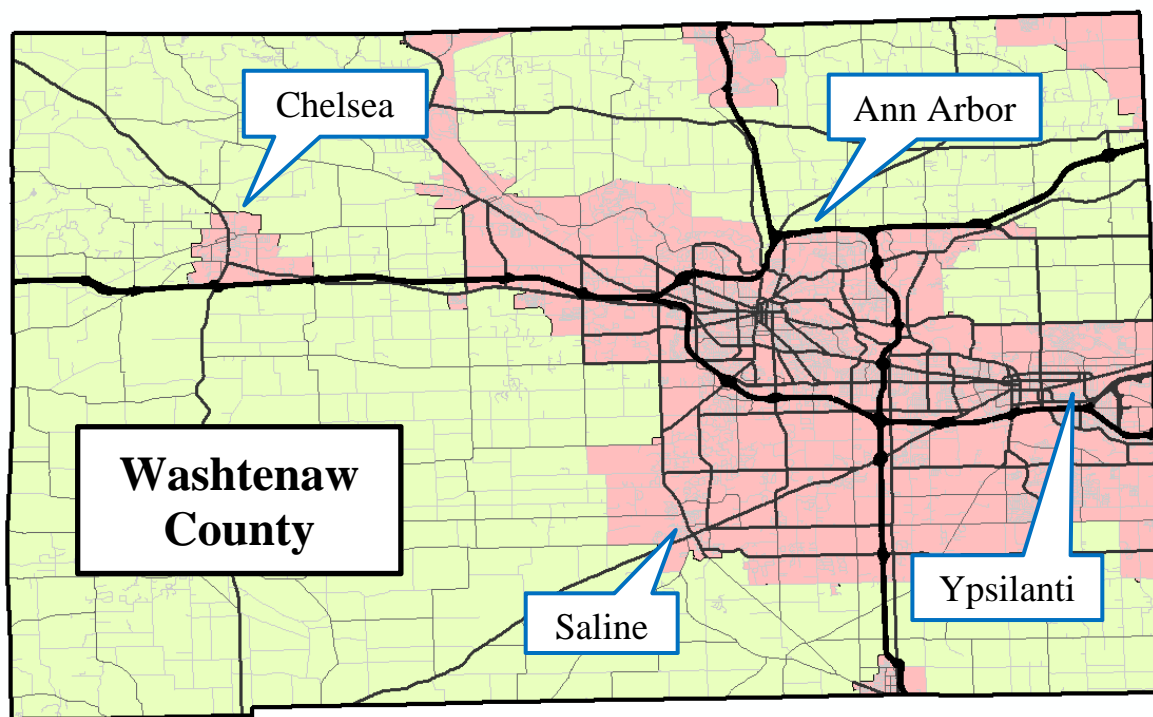 Chelsea
Ann Arbor
Washtenaw
County
Ypsilanti
Saline